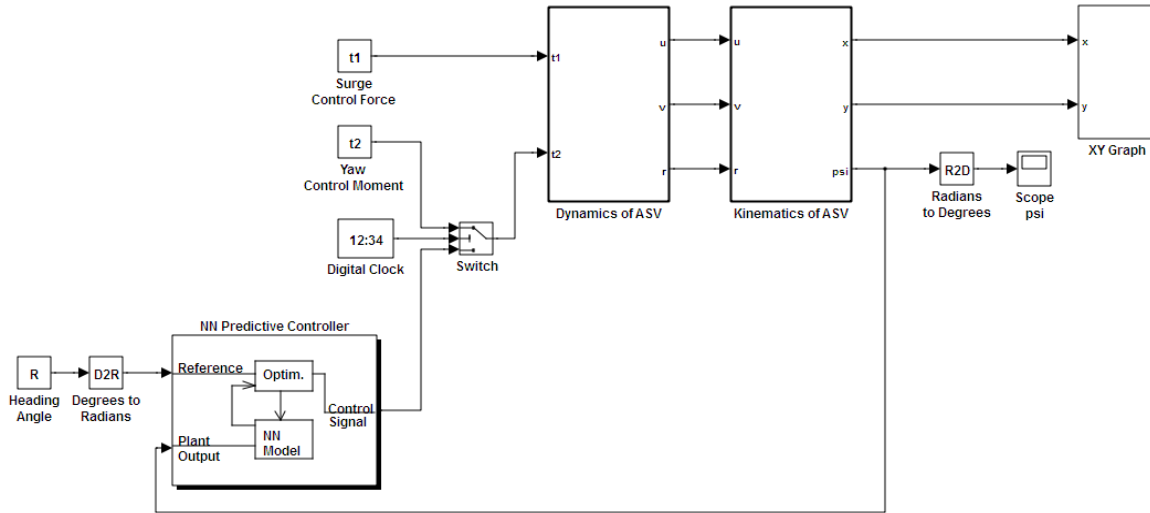 t1
Surge
Control Force
t2
Yaw
Control Moment
12:34
Digital Clock
Switch
t1
t2
u
v
r
Dynamics of ASV
u
v
r
x
y
psi
Kinematics of ASV
x
y
XY Graph
R2D
Radians
to Degrees
Scope
psi
NN Predictive Controller
R
Heading
Angle
D2R
Degrees to
Radians
Reference
Optim.
Control
Signal
Plant
Output
NN
Model